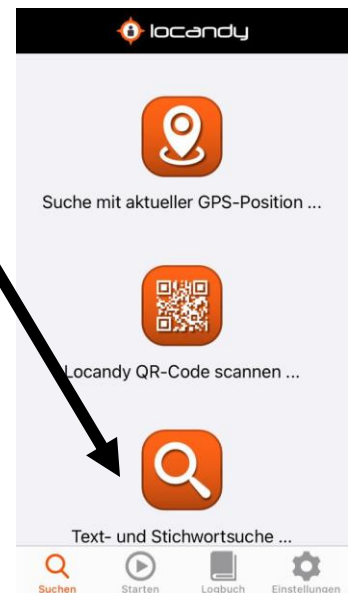 locandy
Suche mit aktueller GPS-Position ...
Locandy QR-Code scannen ...
Text- und Stichwortsuche ...
Suchen Starten Logbuch Einstellungen